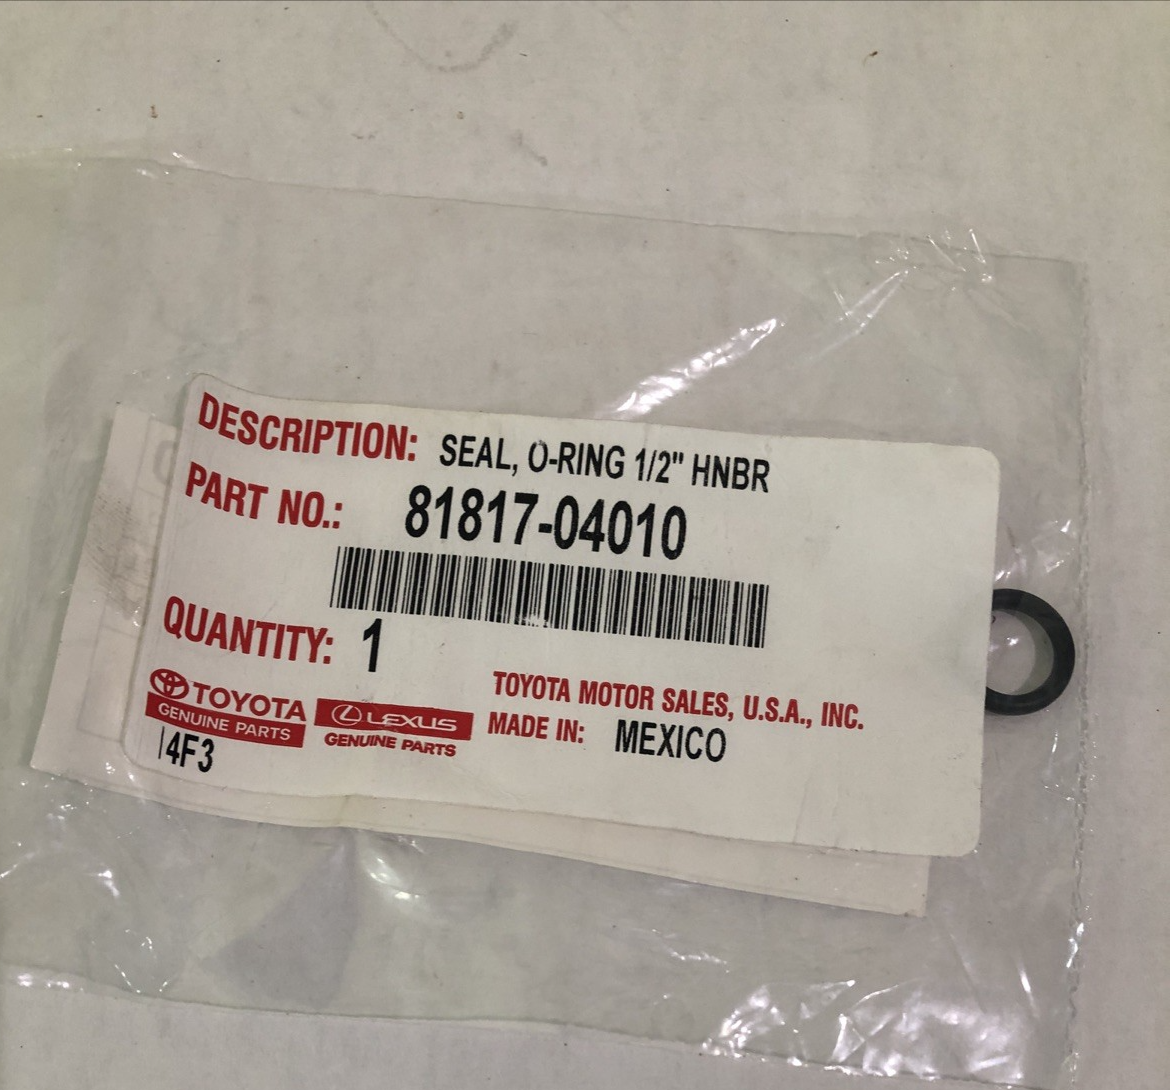 DESCRIPTION: SEAL, O-RING 1/2" HNBR
PART NO.: 81817-04010
QUANTITY: 1
TOYOTA
GENUINE PARTS
LEXUS
GENUINE PARTS
TOYOTA MOTOR SALES, U.S.A., INC.
MADE IN: MEXICO
14F3